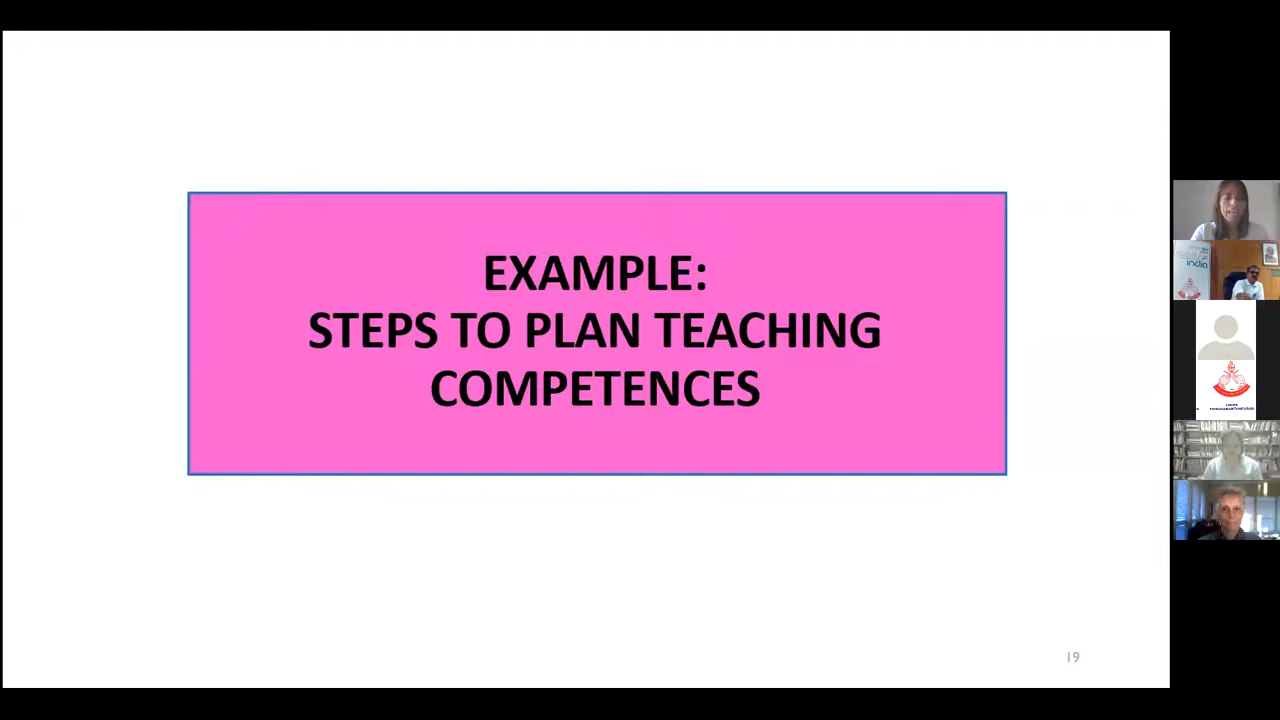 EXAMPLE:
STEPS TO PLAN TEACHING
COMPETENCES
india
19